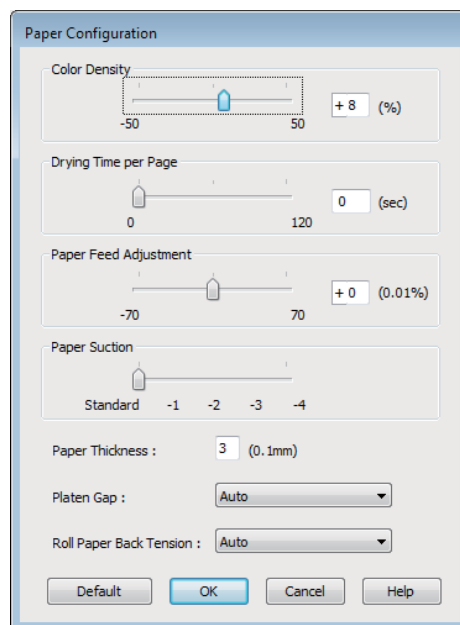 Paper Configuration
Color Density
+ 8 (%)
-50 50
Drying Time per Page
0 (sec)
0 120
Paper Feed Adjustment
+ 0 (0.01%)
-70 70
Paper Suction
Standard -1 -2 -3 -4
Paper Thickness : 3 (0.1mm)
Platen Gap : Auto
Roll Paper Back Tension : Auto
Default OK Cancel Help